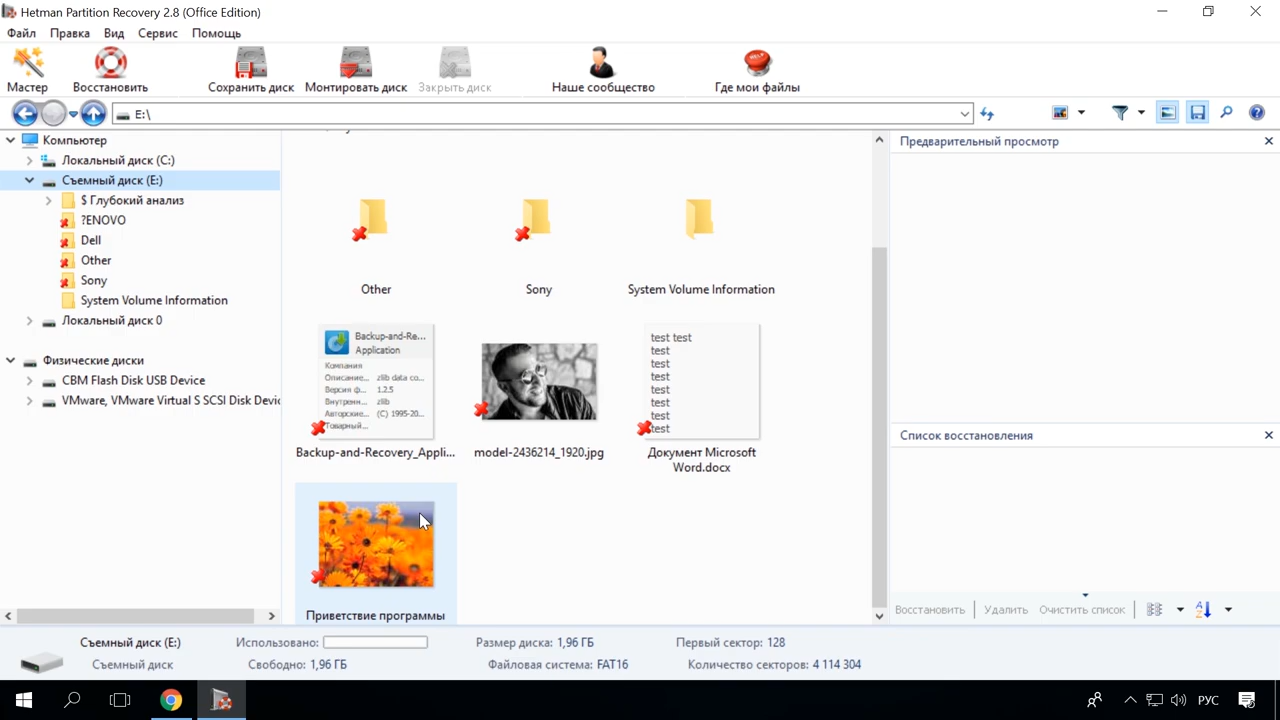 Hetman Partition Recovery 2.8 (Office Edition)
Файл Правка Вид Сервис Помощь
Мастер Восстановить Сохранить диск Монтировать диск Закрыть диск Наше сообщество Где мои файлы
HELP
E:\
Компьютер
Локальный диск (C:)
Съемный диск (E:)
$ Глубокий анализ
?ENOVO
Dell
Other
Sony
System Volume Information
Локальный диск 0
Физические диски
CBM Flash Disk USB Device
VMware, VMware Virtual S SCSI Disk Devic
Other Sony System Volume Information
Backup-and-Re...
Application
Компания
Описание... zlib data co...
Версия ф... 1.2.5
Внутренн... zlib
Авторские... (C) 1995-20...
Товарный...
Backup-and-Recovery_Appli...
model-2436214_1920.jpg
test test
test
test
test
test
test
test
test
Документ Microsoft
Word.docx
Приветствие программы
Предварительный просмотр
Список восстановления
Восстановить Удалить Очистить список
Съемный диск (E:) Использовано: Размер диска: 1,96 ГБ Первый сектор: 128
Съемный диск Свободно: 1,96 ГБ Файловая система: FAT16 Количество секторов: 4 114 304
РУС